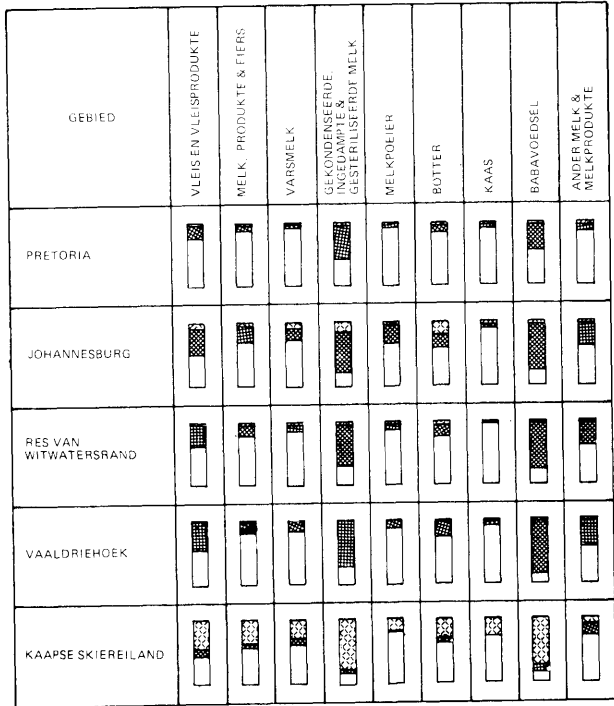 GEBIED
VLEIS EN VLEISPRODUKTE
MELK, PRODUKTE & EIERS
VARSMELK
GEKONDENSEERDE,
INGEDAMPTE &
GESTERILISEERDE MELK
MELKPOEIER
BOTTER
KAAS
BABAVOEDSEL
ANDER MELK &
MELKPRODUKTE
PRETORIA
JOHANNESBURG
RES VAN
WITWATERSRAND
VAALDRIEHOEK
KAAPSE SKIEREILAND